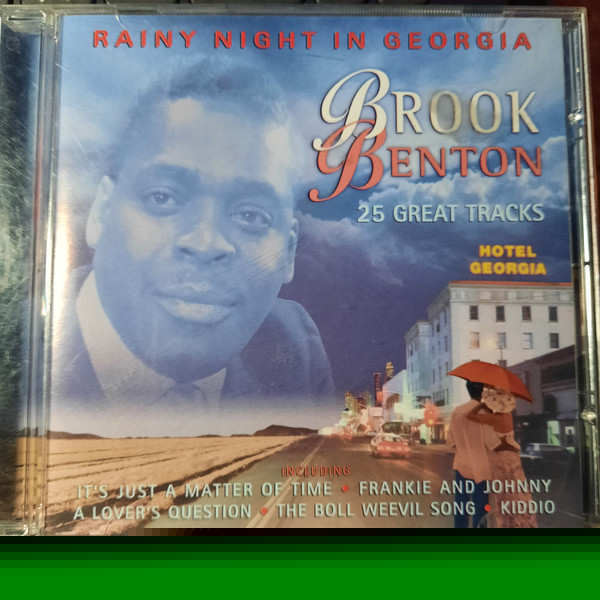 RAINY NIGHT IN GEORGIA
BROOK
BENTON
25 GREAT TRACKS
HOTEL
GEORGIA
INCLUDING
IT'S JUST A MATTER OF TIME • FRANKIE AND JOHNNY
A LOVER'S QUESTION • THE BOLL WEEVIL SONG • KIDDIO